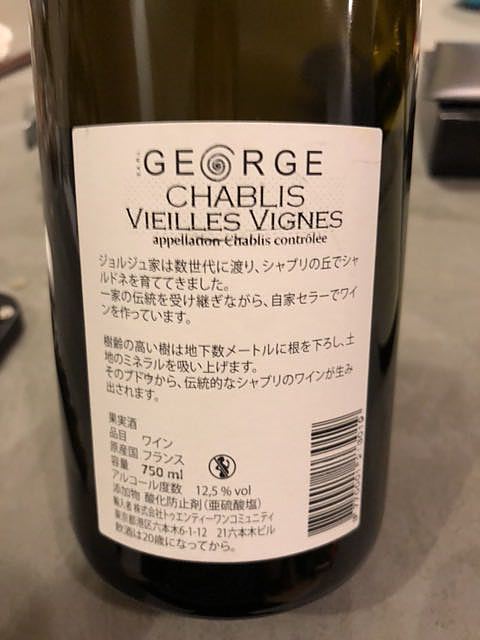 GEORGE
CHABLIS
VIEILLES VIGNES
appellation Chablis contrôlée
ジョルジュ家は数世代に渡り、シャブリの丘でシャ
ルドネを育ててきました。
一家の伝統を受け継ぎながら、自家セラーでワイ
ンを作っています。
樹齢の高い樹は地下数メートルに根を下ろし、土
地のミネラルを吸い上げます。
そのブドウから、伝統的なシャブリのワインが生み
出されます。
果実酒
品目 ワイン
原産国 フランス
容量 750 ml
アルコール度数 12,5 % vol
添加物 酸化防止剤（亜硫酸塩）
輸入者 株式会社トゥエンティーワンコミュニティ
東京都港区六本木6-1-12 21六本木ビル
飲酒は20歳になってから。